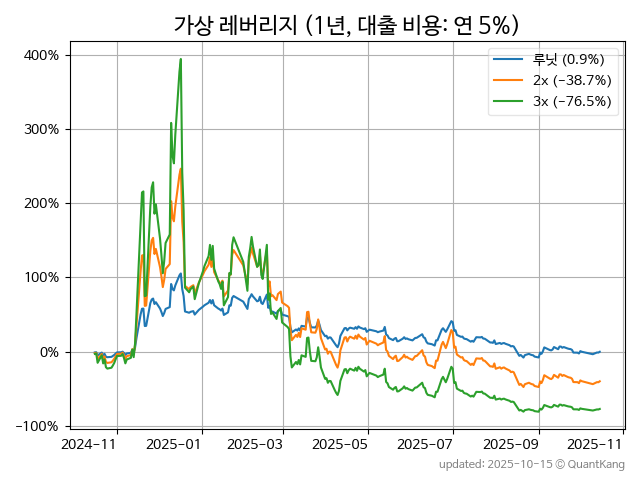 가상 레버리지 (1년, 대출 비용: 연 5%)
400%
300%
200%
100%
0%
−100%
루닛 (0.9%)
2x (−38.7%)
3x (−76.5%)
2024-11
2025-01
2025-03
2025-05
2025-07
2025-09
2025-11
updated: 2025-10-15 © QuantKang